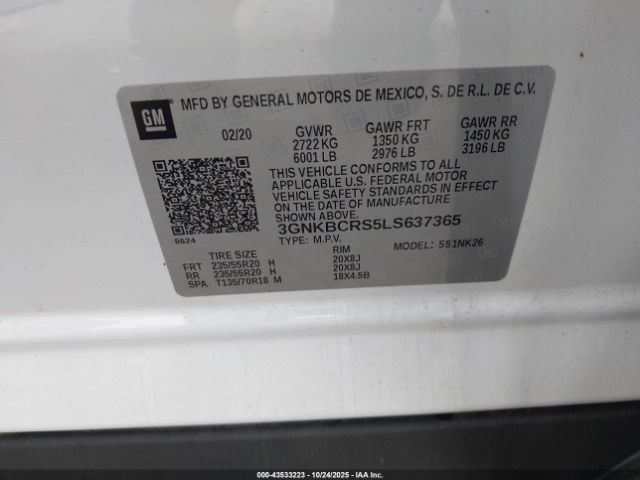 GM
MFD BY GENERAL MOTORS DE MEXICO, S. DE R.L. DE C.V.
02/20 GVWR GAWR FRT GAWR RR
2722 KG 1350 KG 1450 KG
6001 LB 2976 LB 3196 LB
THIS VEHICLE CONFORMS TO ALL
APPLICABLE U.S. FEDERAL MOTOR
VEHICLE SAFETY STANDARDS IN EFFECT
ON THE DATE OF MANUFACTURE
SHOWN ABOVE.
3GNKBCRS5LS637365
8624 TYPE: M.P.V. MODEL: 551NK26
TIRE SIZE RIM
FRT 235/55R20 H 20X8J
RR 235/55R20 H 20X8J
SPA T135/70R18 M 18X4.5B
000-43533223 - 10/24/2025 - IAAI.COM